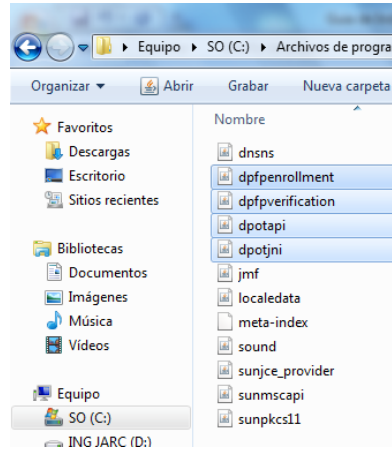 Equipo SO (C:) Archivos de progra
Organizar Abrir Grabar Nueva carpeta
Favoritos
Descargas
Escritorio
Sitios recientes
Bibliotecas
Documentos
Imágenes
Música
Vídeos
Equipo
SO (C:)
ING JARC (D:)
Nombre
dnsns
dpfpenrollment
dpfpverification
dpotapi
dpotjni
jmf
localedata
meta-index
sound
sunjce_provider
sunmscapi
sunpkcs11